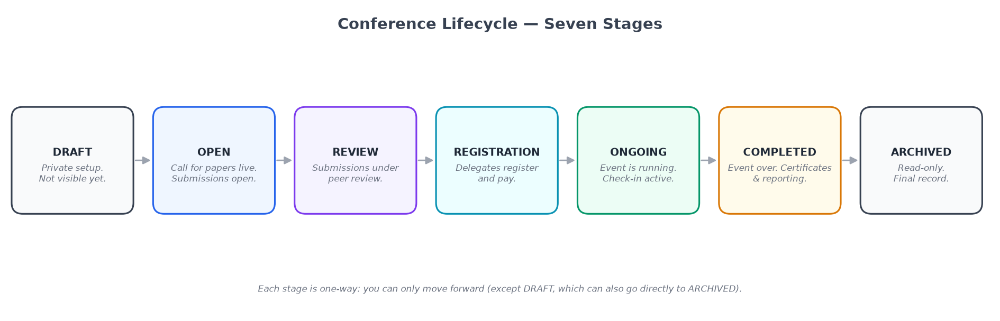 Conference Lifecycle — Seven Stages
DRAFT
Private setup.
Not visible yet.
OPEN
Call for papers live.
Submissions open.
REVIEW
Submissions under
peer review.
REGISTRATION
Delegates register
and pay.
ONGOING
Event is running.
Check-in active.
COMPLETED
Event over. Certificates
& reporting.
ARCHIVED
Read-only.
Final record.
Each stage is one-way: you can only move forward (except DRAFT, which can also go directly to ARCHIVED).